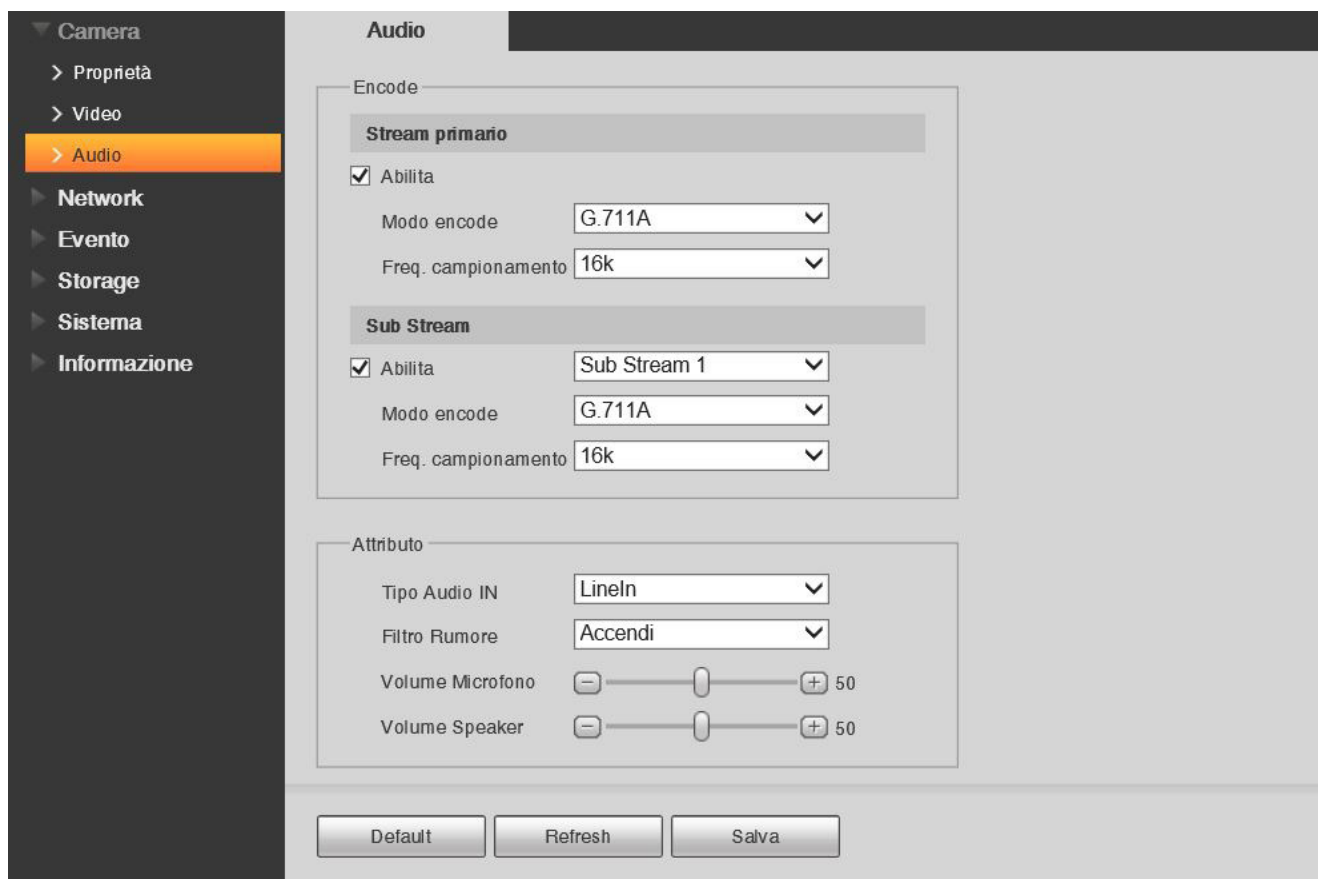 Camera
Proprietà
Video
Audio
Network
Evento
Storage
Sistema
Informazione
Audio
Encode
Stream primario
Abilita
Modo encode G.711A
Freq. campionamento 16k
Sub Stream
Abilita Sub Stream 1
Modo encode G.711A
Freq. campionamento 16k
Attributo
Tipo Audio IN LineIn
Filtro Rumore Accendi
Volume Microfono 50
Volume Speaker 50
Default Refresh Salva